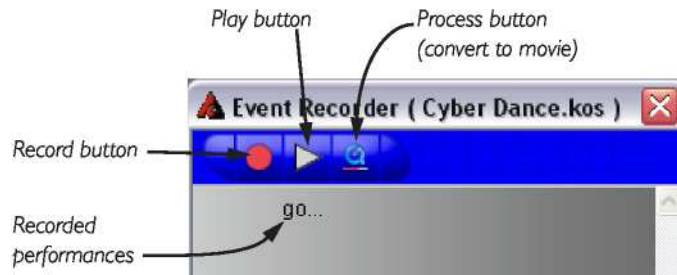 Play button
Process button
(convert to movie)
Event Recorder ( Cyber Dance.kos )
Record button
go...
Recorded
performances